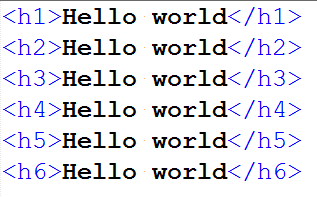 <h1>Hello world</h1>
<h2>Hello world</h2>
<h3>Hello world</h3>
<h4>Hello world</h4>
<h5>Hello world</h5>
<h6>Hello world</h6>